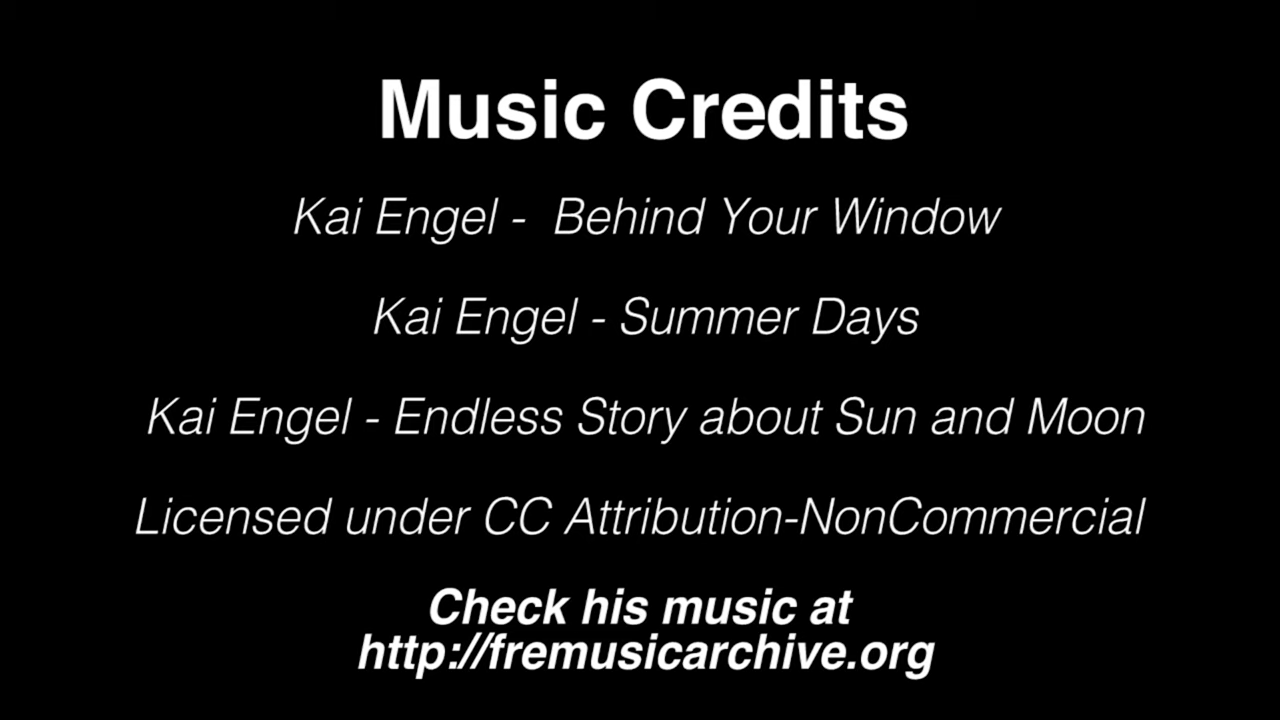 Music Credits
Kai Engel -  Behind Your Window
Kai Engel - Summer Days
Kai Engel - Endless Story about Sun and Moon
Licensed under CC Attribution-NonCommercial
Check his music at
http://fremusicarchive.org